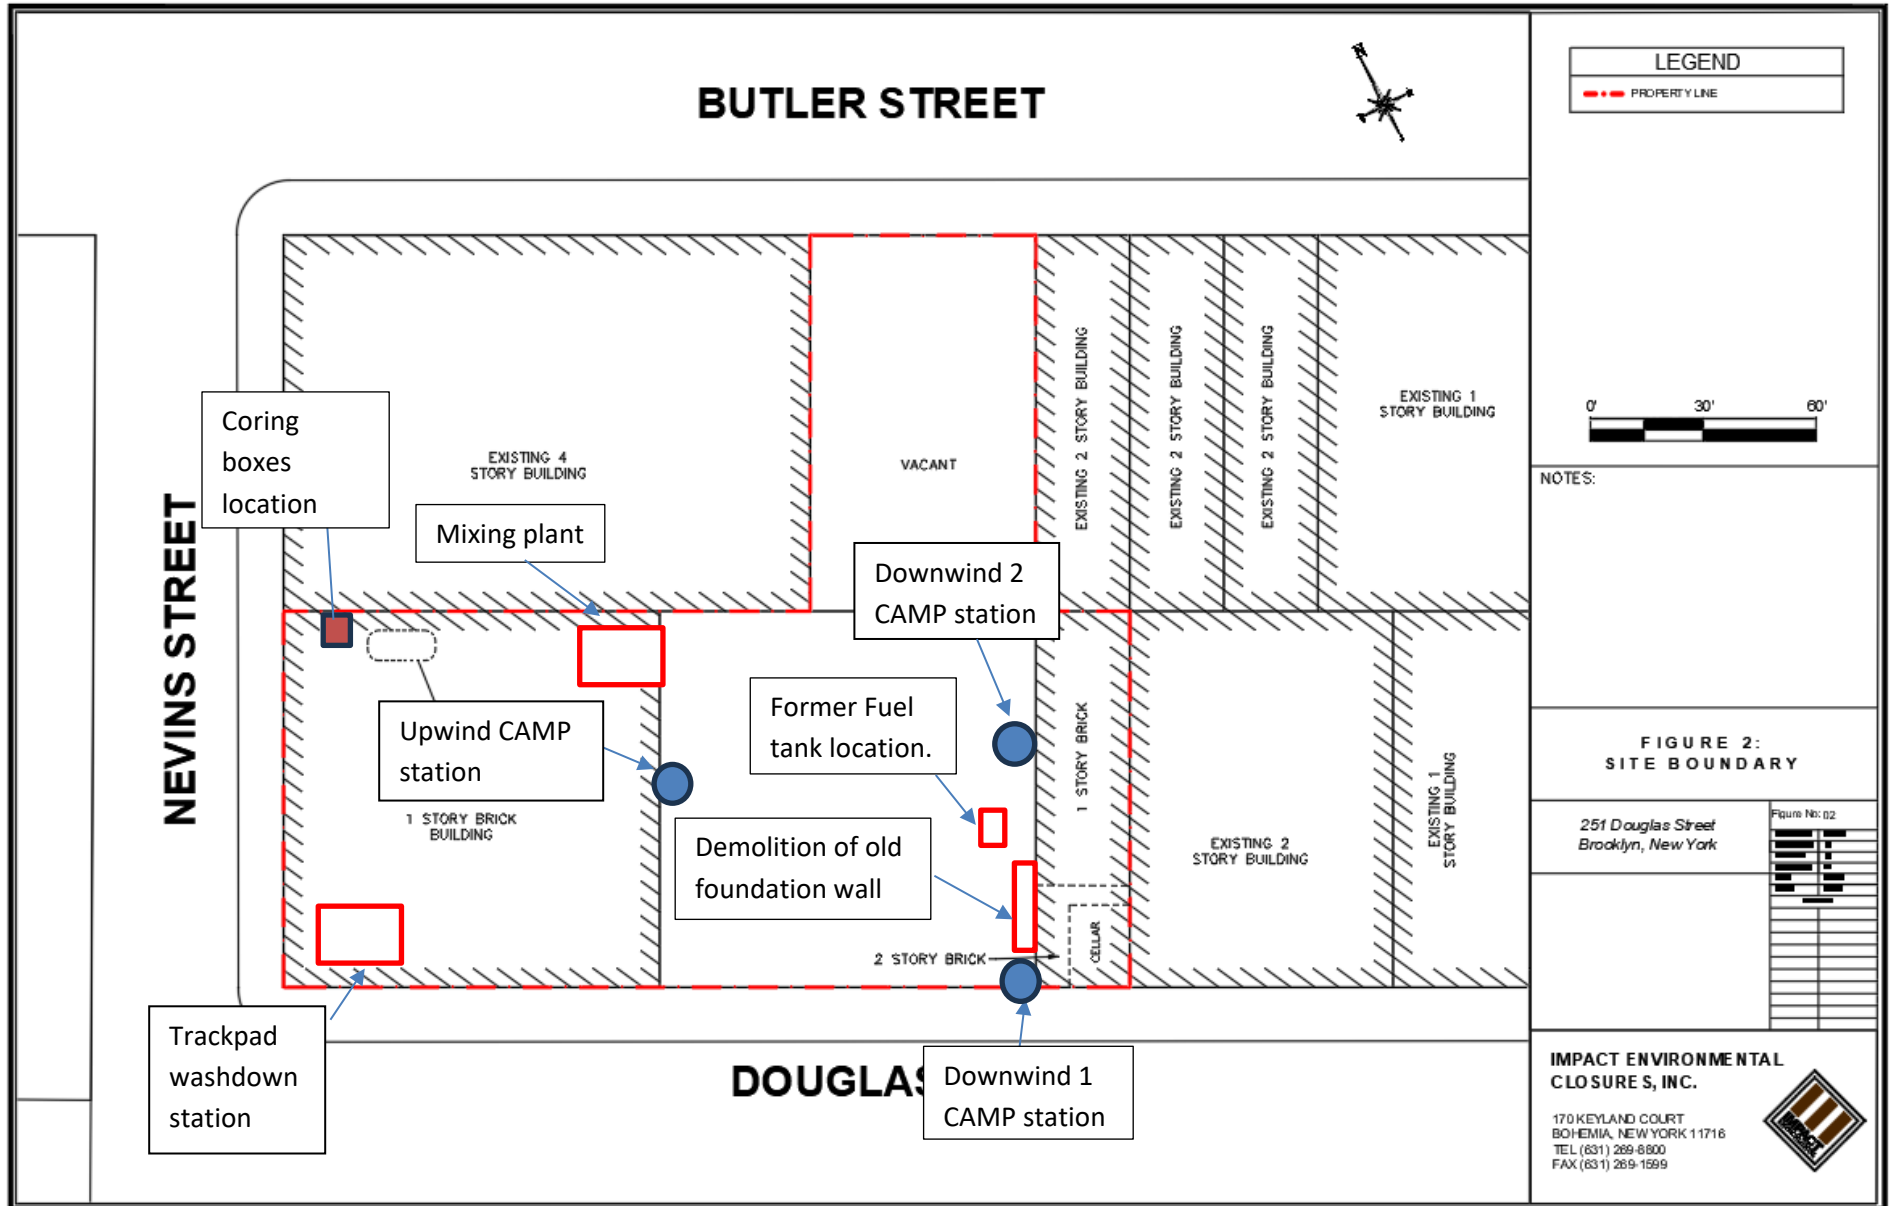 BUTLER STREET
N
LEGEND
PROPERTY LINE
0' 30' 60'
NOTES:
Coring
boxes
location
EXISTING 4
STORY BUILDING
VACANT
EXISTING 2 STORY BUILDING
EXISTING 2 STORY BUILDING
EXISTING 2 STORY BUILDING
EXISTING 1
STORY BUILDING
NEVINS STREET
Mixing plant
Downwind 2
CAMP station
Upwind CAMP
station
Former Fuel
tank location.
1 STORY BRICK
1 STORY BRICK
BUILDING
Demolition of old
foundation wall
EXISTING 2
STORY BUILDING
EXISTING 1
STORY BUILDING
2 STORY BRICK
CELLAR
Trackpad
washdown
station
DOUGLAS
Downwind 1
CAMP station
FIGURE 2:
SITE BOUNDARY
251 Douglas Street
Brooklyn, New York
Figure No: 02
IMPACT ENVIRONMENTAL
CLOSURES, INC.
170 KEYLAND COURT
BOHEMIA, NEW YORK 11716
TEL (631) 269-8800
FAX (631) 269-1599
IMPACT